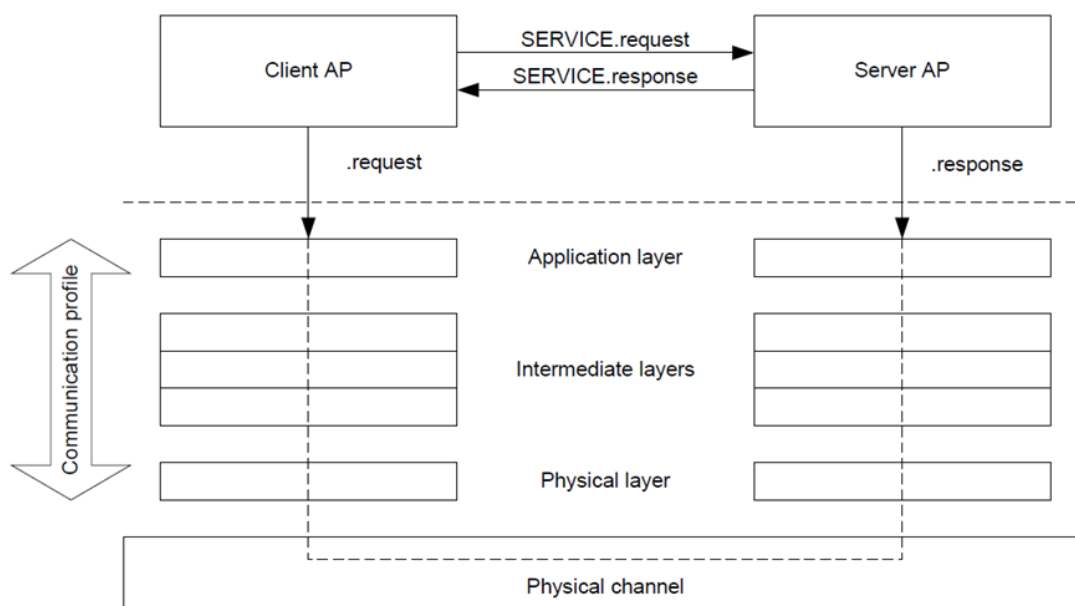 Client AP
SERVICE.request
SERVICE.response
Server AP
.request
.response
Communication profile
Application layer
Intermediate layers
Physical layer
Physical channel